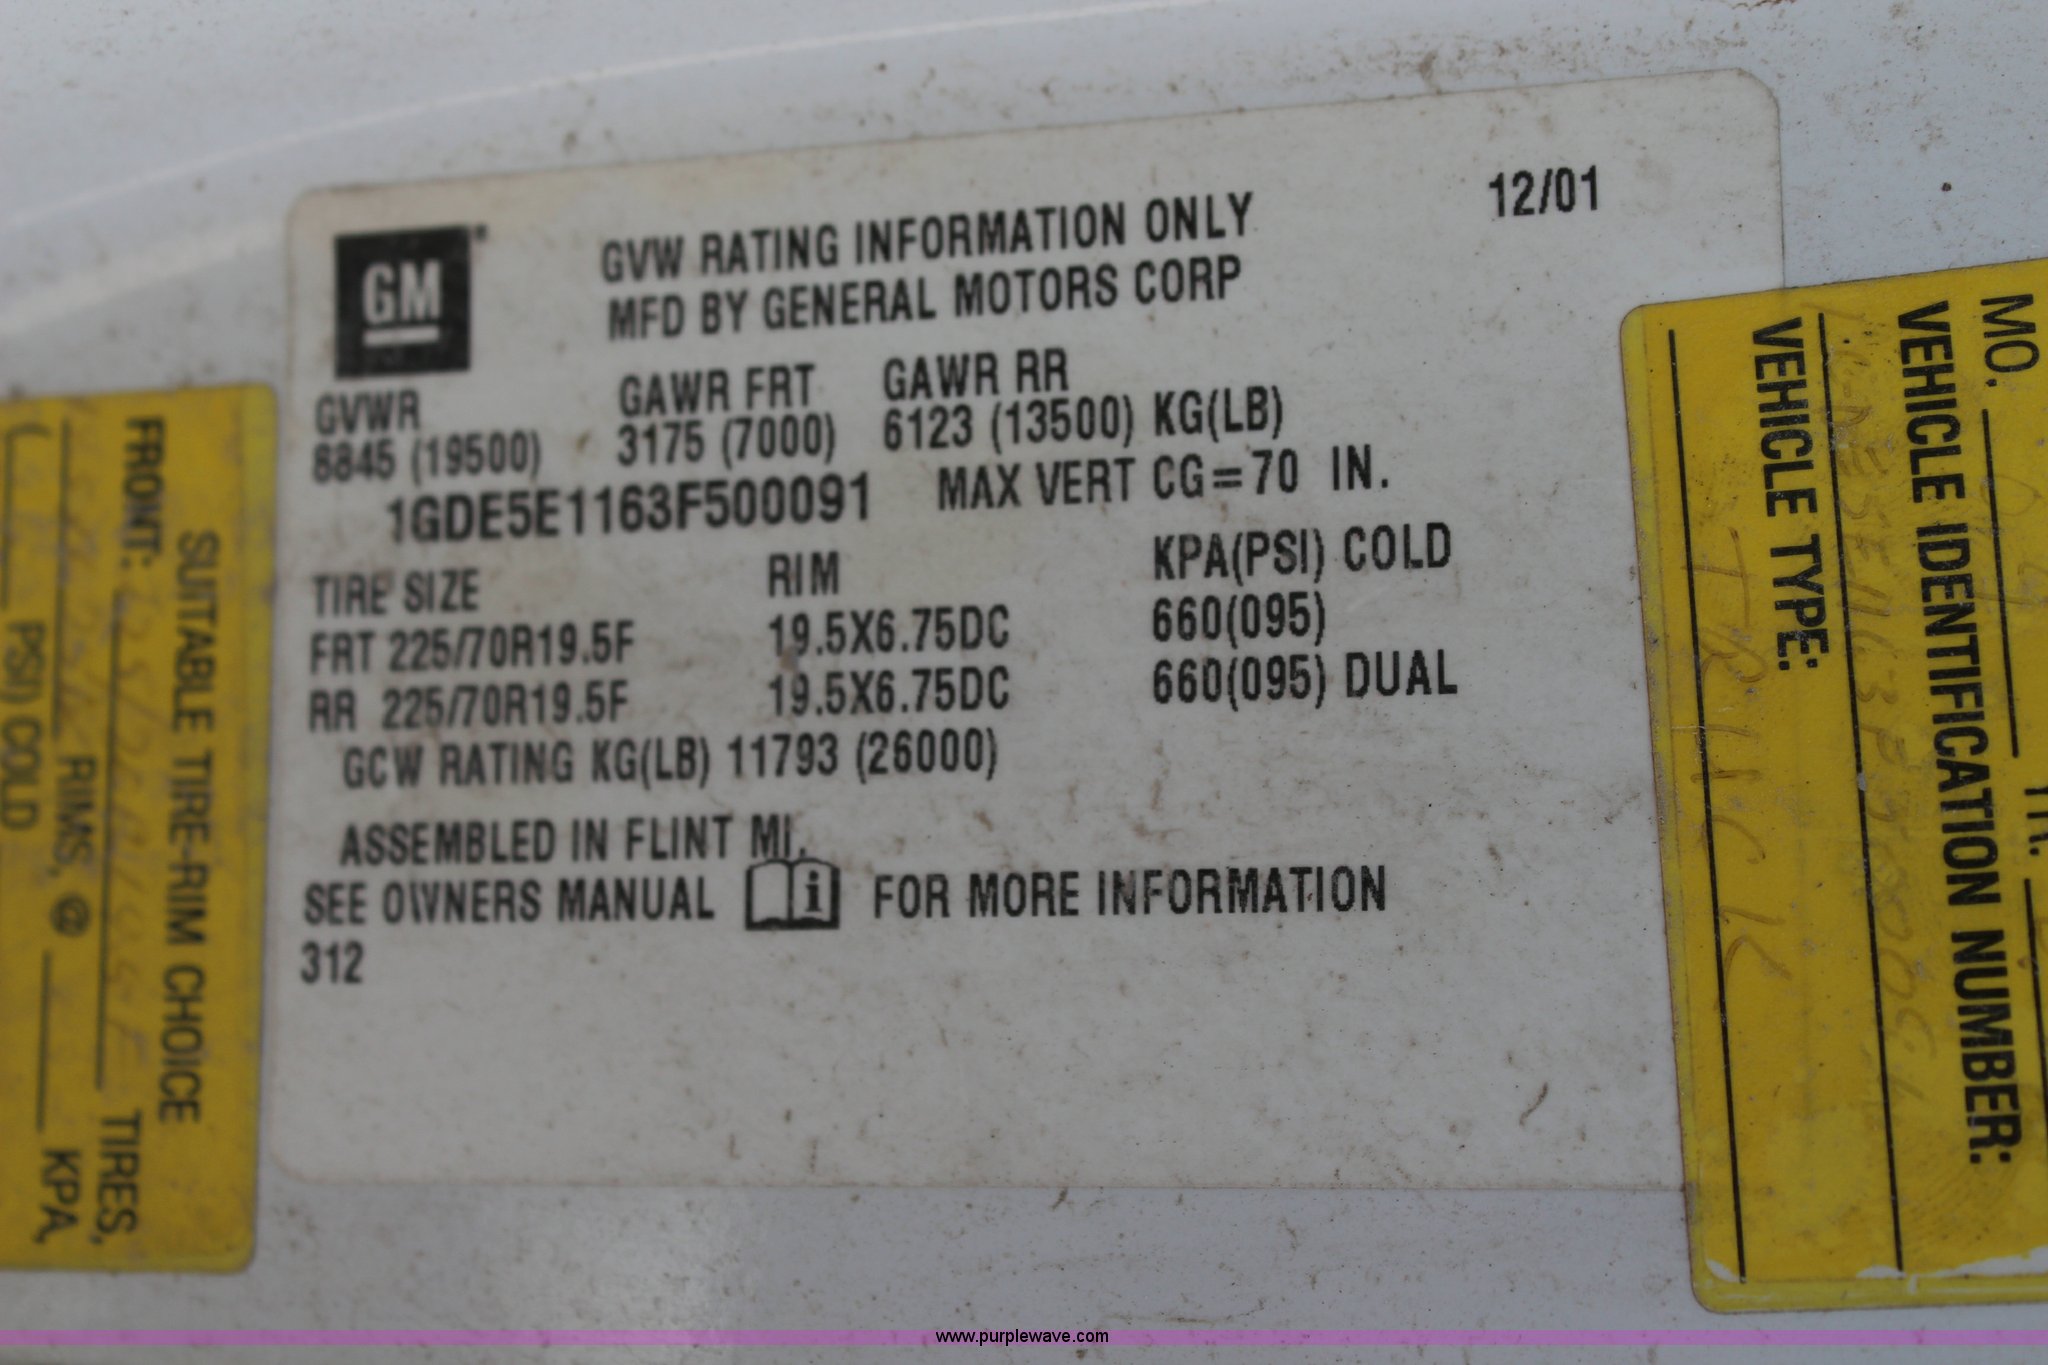 12/01
GM
GVW RATING INFORMATION ONLY
MFD BY GENERAL MOTORS CORP
GVWR GAWR FRT GAWR RR
8845 (19500) 3175 (7000) 6123 (13500) KG(LB)
1GDE5E1163F500091 MAX VERT CG=70 IN.
TIRE SIZE RIM KPA(PSI) COLD
FRT 225/70R19.5F 19.5X6.75DC 660(095)
RR 225/70R19.5F 19.5X6.75DC 660(095) DUAL
GCW RATING KG(LB) 11793 (26000)
ASSEMBLED IN FLINT MI.
SEE OWNERS MANUAL i FOR MORE INFORMATION
312
SUITABLE TIRE-RIM CHOICE
FRONT: TIRES,
RIMS, @ KPA,
PSI) COLD
MO. YR.
VEHICLE IDENTIFICATION NUMBER:
VEHICLE TYPE:
TRUCK
www.purplewave.com